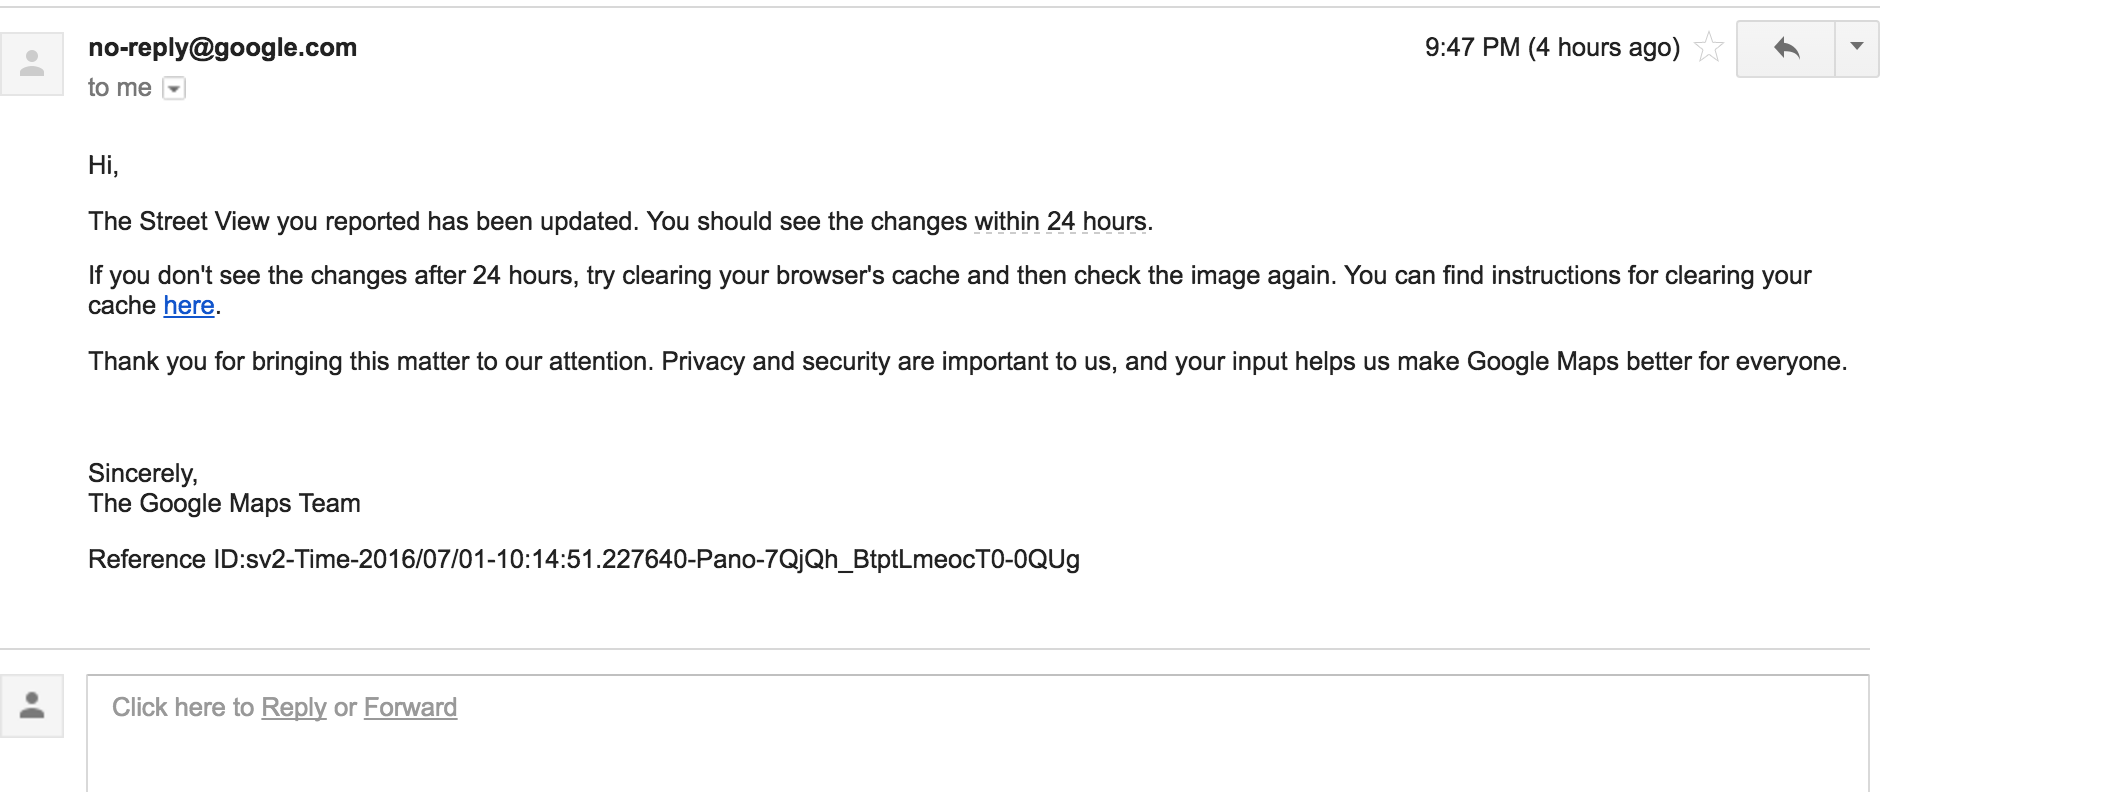 no-reply@google.com
9:47 PM (4 hours ago)
to me
Hi,
The Street View you reported has been updated. You should see the changes within 24 hours.
If you don't see the changes after 24 hours, try clearing your browser's cache and then check the image again. You can find instructions for clearing your
cache here.
Thank you for bringing this matter to our attention. Privacy and security are important to us, and your input helps us make Google Maps better for everyone.
Sincerely,
The Google Maps Team
Reference ID:sv2-Time-2016/07/01-10:14:51.227640-Pano-7QjQh_BtptLmeocT0-0QUg
Click here to Reply or Forward